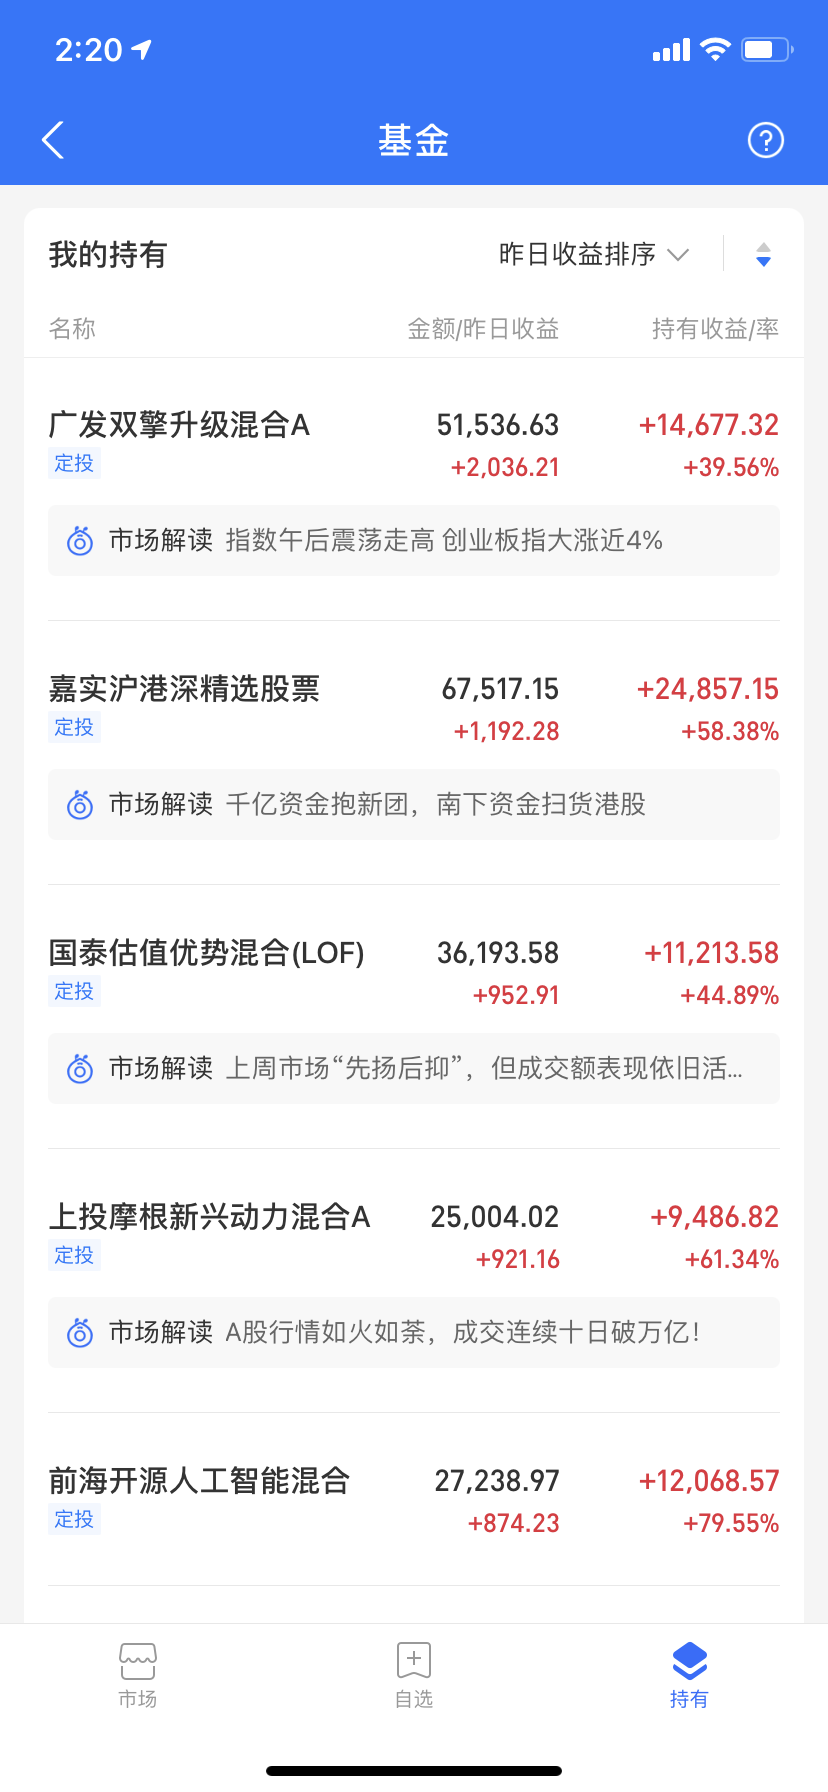 2:20
基金
?
我的持有 昨日收益排序
名称 金额/昨日收益 持有收益/率
广发双擎升级混合A 51,536.63 +14,677.32
定投 +2,036.21 +39.56%
市场解读 指数午后震荡走高 创业板指大涨近4%
嘉实沪港深精选股票 67,517.15 +24,857.15
定投 +1,192.28 +58.38%
市场解读 千亿资金抱新团，南下资金扫货港股
国泰估值优势混合(LOF) 36,193.58 +11,213.58
定投 +952.91 +44.89%
市场解读 上周市场“先扬后抑”，但成交额表现依旧活...
上投摩根新兴动力混合A 25,004.02 +9,486.82
定投 +921.16 +61.34%
市场解读 A股行情如火如荼，成交连续十日破万亿！
前海开源人工智能混合 27,238.97 +12,068.57
定投 +874.23 +79.55%
市场 自选 持有